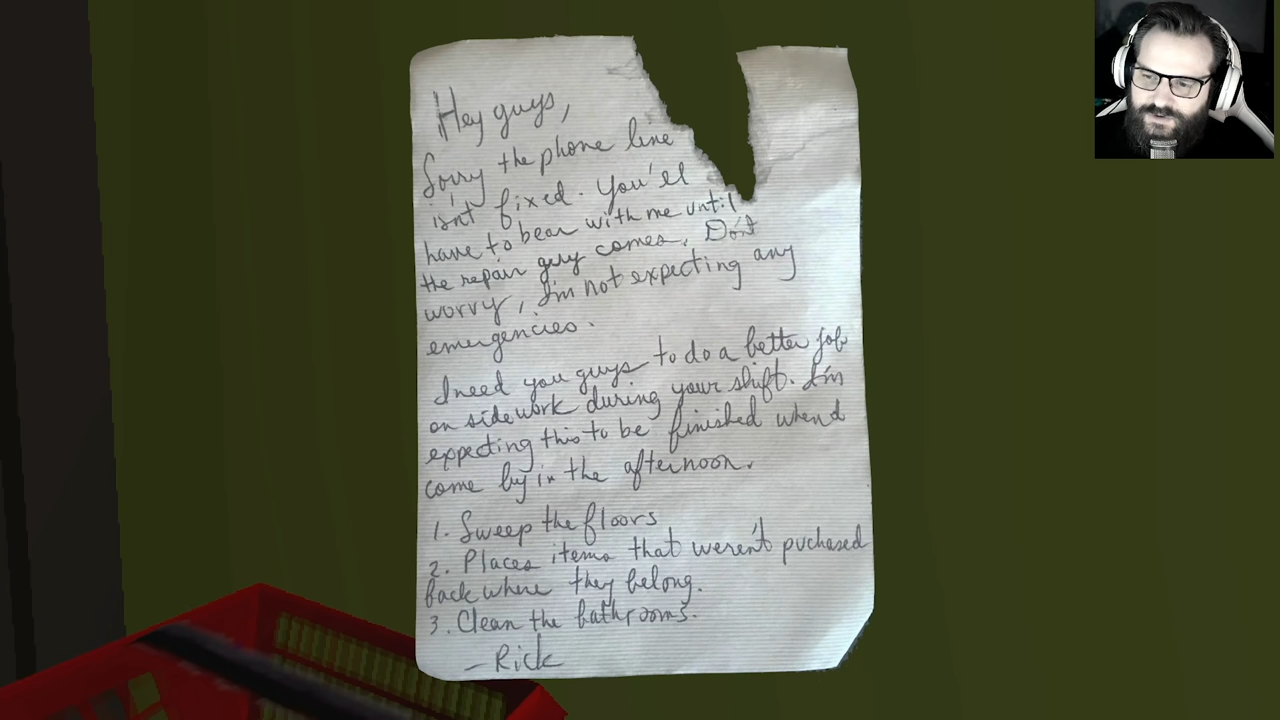 Hey guys,
Sorry the phone line
isn't fixed. You'll
have to bear with me until
the repair guy comes. Don't
worry, I'm not expecting any
emergencies.
I need you guys to do a better job
on sidework during your shift. I'm
expecting this to be finished when I
come by in the afternoon.
1. Sweep the floors
2. Places items that weren't puchased
back where they belong.
3. Clean the bathrooms.
- Rick